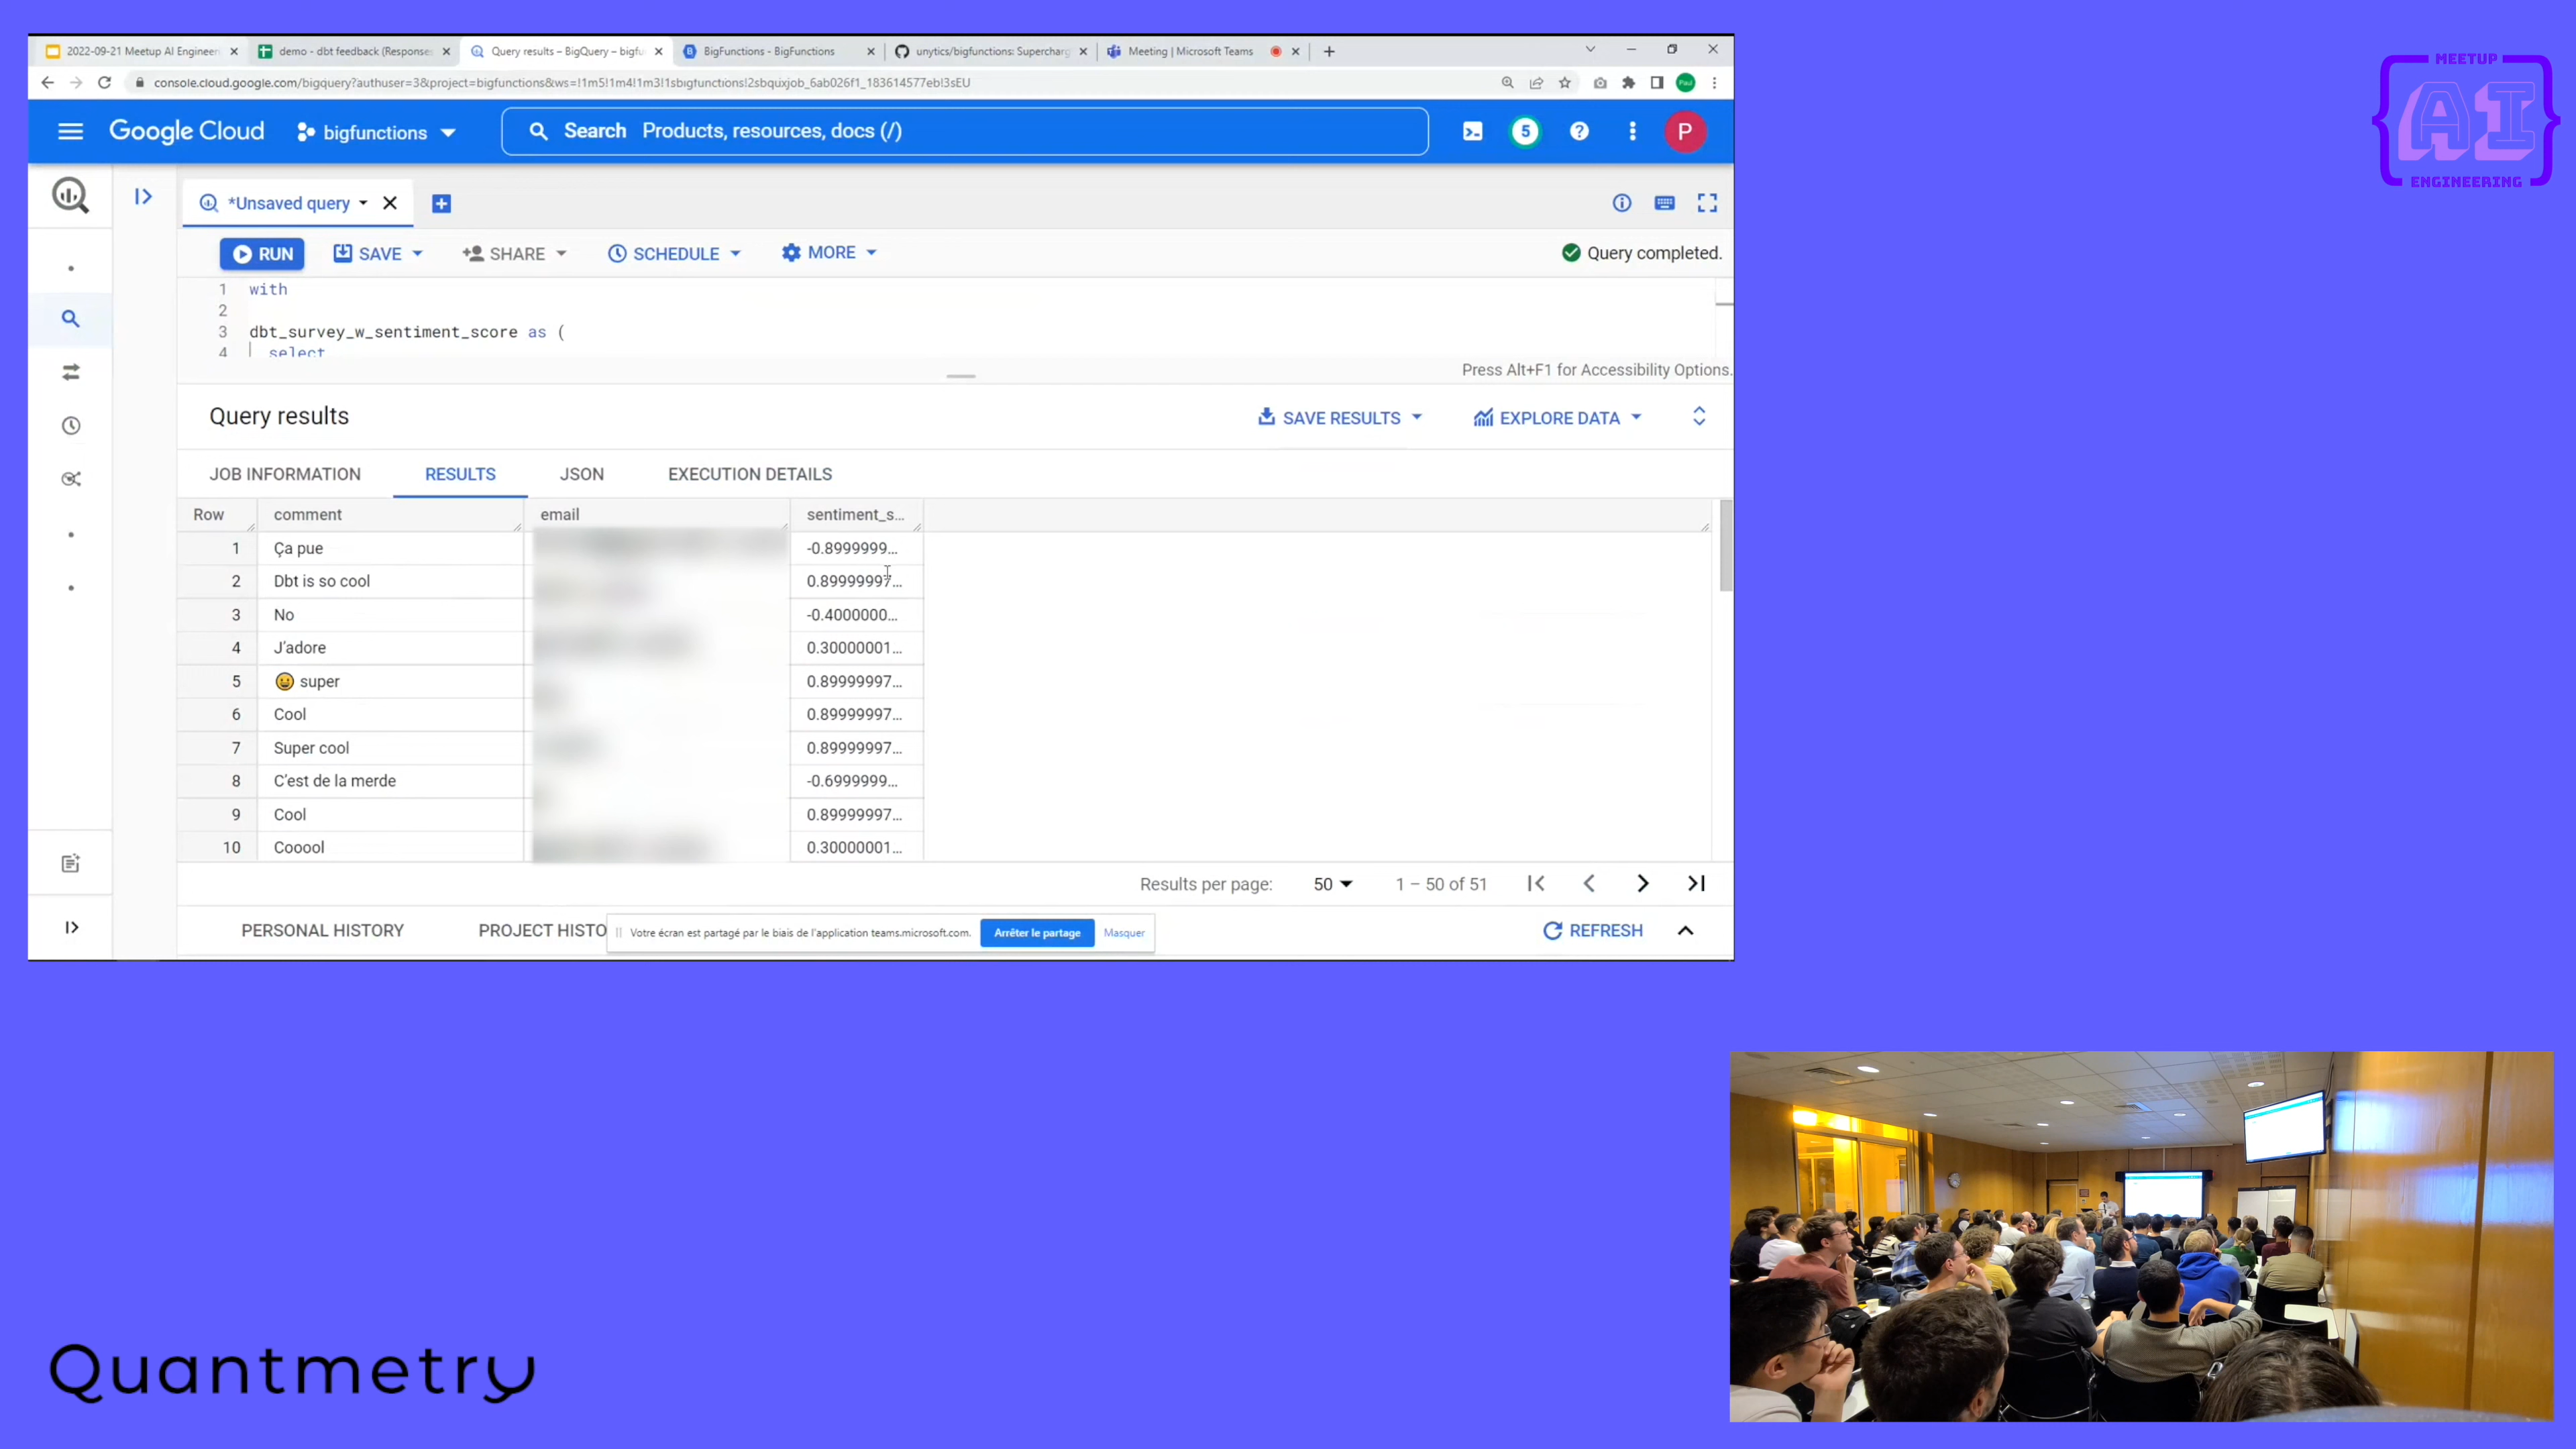 2022-09-21 Meetup AI Engineer
demo - dbt feedback (Responses
Query results – BigQuery – bigfu
BigFunctions - BigFunctions
unytics/bigfunctions: Supercharg
Meeting | Microsoft Teams
console.cloud.google.com/bigquery?authuser=3&project=bigfunctions&ws=!1m5!1m4!1m3!1sbigfunctions!2sbquxjob_6ab026f1_183614577eb!3sEU
Paul
MEETUP
AI
ENGINEERING
Google Cloud
bigfunctions
Search Products, resources, docs (/)
5
P
*Unsaved query
RUN
SAVE
SHARE
SCHEDULE
MORE
Query completed.
1 with
2
3 dbt_survey_w_sentiment_score as (
4 select
Press Alt+F1 for Accessibility Options.
Query results
SAVE RESULTS
EXPLORE DATA
JOB INFORMATION
RESULTS
JSON
EXECUTION DETAILS
Row comment email sentiment_s...
1 Ça pue -0.8999999...
2 Dbt is so cool 0.89999997...
3 No -0.4000000...
4 J'adore 0.30000001...
5 😀 super 0.89999997...
6 Cool 0.89999997...
7 Super cool 0.89999997...
8 C'est de la merde -0.6999999...
9 Cool 0.89999997...
10 Cooool 0.30000001...
Results per page: 50 1 – 50 of 51
PERSONAL HISTORY
PROJECT HISTO
Votre écran est partagé par le biais de l'application teams.microsoft.com.
Arrêter le partage
Masquer
REFRESH
Quantmetry